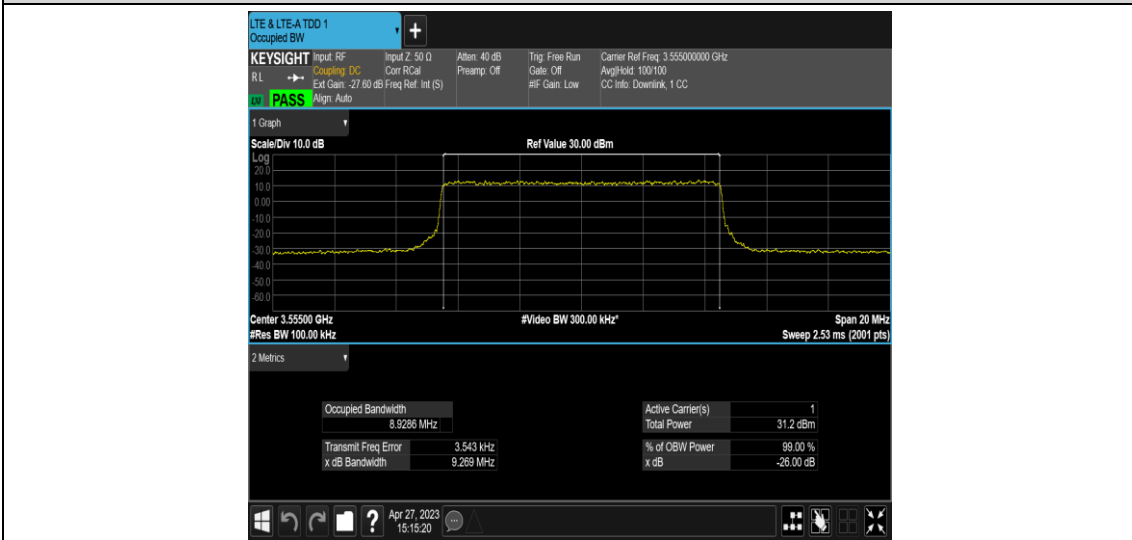 LTE & LTE-A TDD 1
Occupied BW
KEYSIGHT Input: RF Input Z: 50 Ω Atten: 40 dB Trig: Free Run Carrier Ref Freq: 3.555000000 GHz
Coupling: DC Corr RCal Preamp: Off Gate: Off Avg|Hold: 100/100
R L Ext Gain: -27.60 dB Freq Ref: Int (S) #IF Gain: Low CC Info: Downlink, 1 CC
LXI PASS Align: Auto
1 Graph
Scale/Div 10.0 dB Ref Value 30.00 dBm
Log
20.0
10.0
0.00
-10.0
-20.0
-30.0
-40.0
-50.0
-60.0
Center 3.55500 GHz #Video BW 300.00 kHz* Span 20 MHz
#Res BW 100.00 kHz Sweep 2.53 ms (2001 pts)
2 Metrics
Occupied Bandwidth Active Carrier(s) 1
8.9286 MHz Total Power 31.2 dBm
Transmit Freq Error 3.543 kHz % of OBW Power 99.00 %
x dB Bandwidth 9.269 MHz x dB -26.00 dB
? Apr 27, 2023
15:15:20